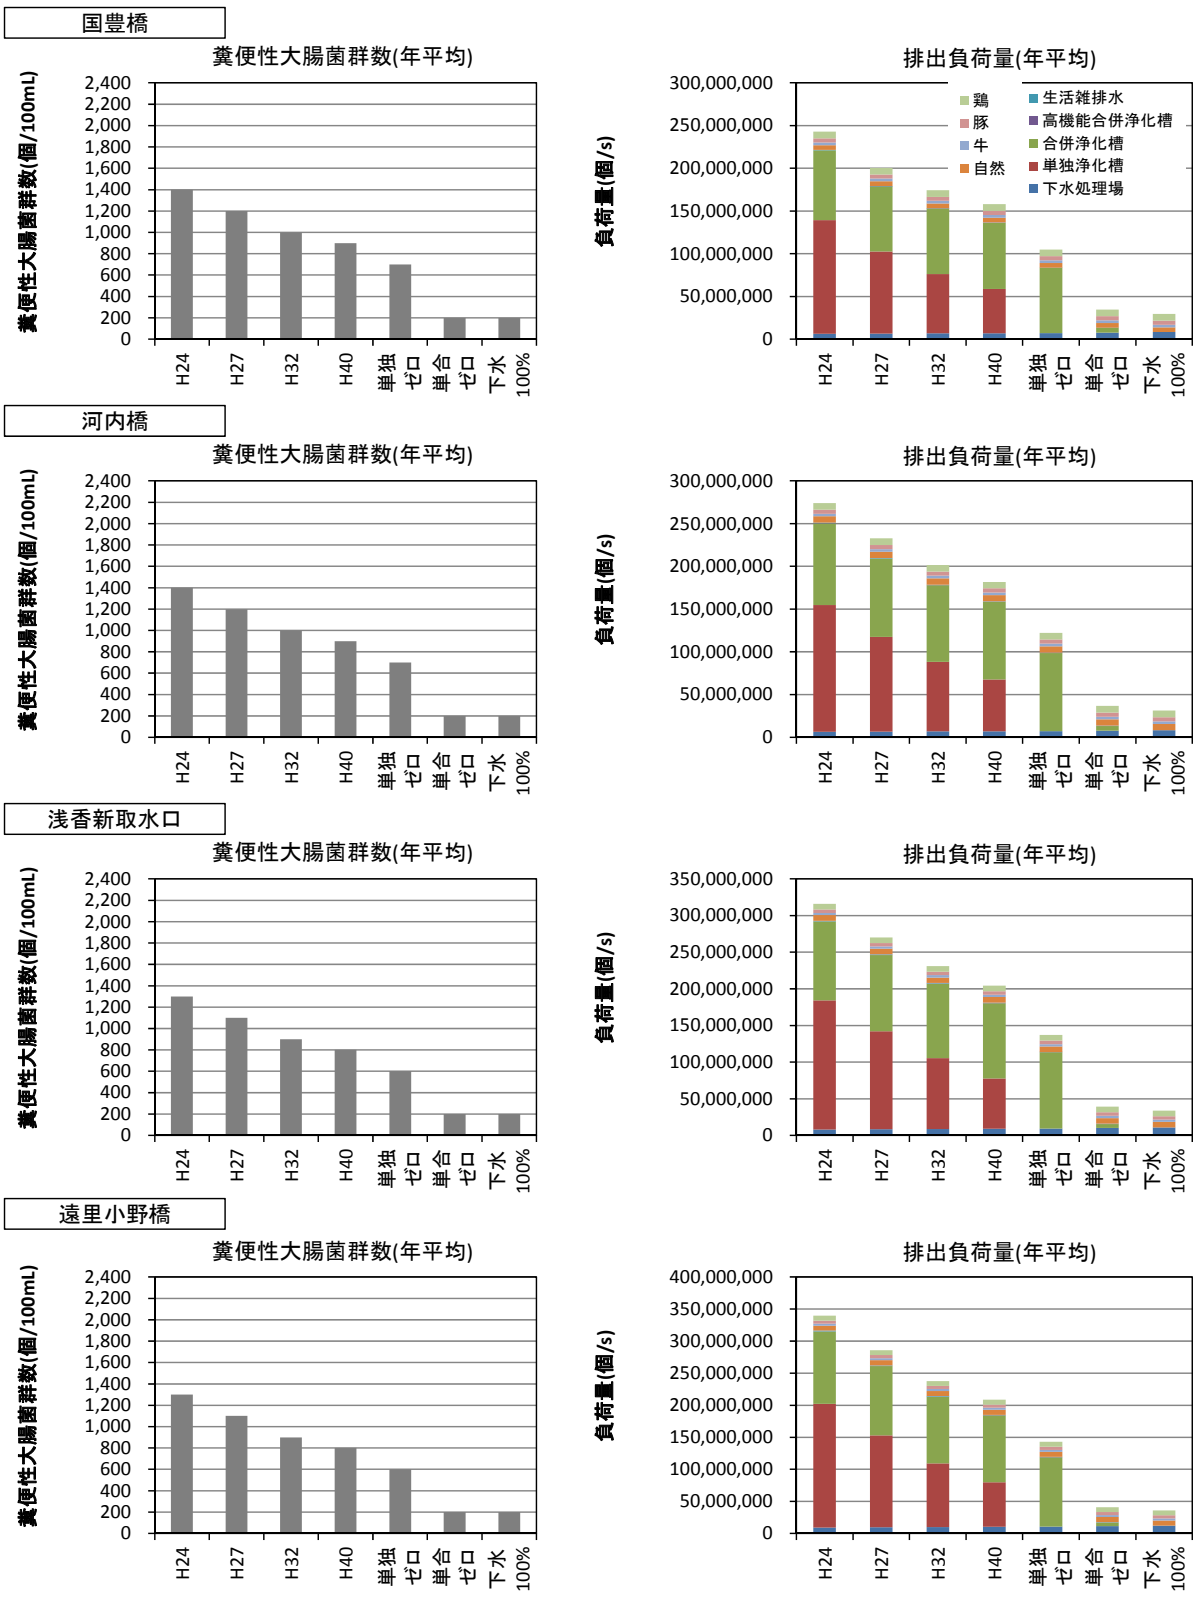 国豊橋
糞便性大腸菌群数(年平均)
糞便性大腸菌群数(個/100mL)
2,400
2,200
2,000
1,800
1,600
1,400
1,200
1,000
800
600
400
200
0
H24
H27
H32
H40
単独
ゼロ
単合
ゼロ
下水
100%
排出負荷量(年平均)
負荷量(個/s)
300,000,000
250,000,000
200,000,000
150,000,000
100,000,000
50,000,000
0
鶏
豚
牛
自然
生活雑排水
高機能合併浄化槽
合併浄化槽
単独浄化槽
下水処理場
H24
H27
H32
H40
単独
ゼロ
単合
ゼロ
下水
100%
河内橋
糞便性大腸菌群数(年平均)
糞便性大腸菌群数(個/100mL)
2,400
2,200
2,000
1,800
1,600
1,400
1,200
1,000
800
600
400
200
0
H24
H27
H32
H40
単独
ゼロ
単合
ゼロ
下水
100%
排出負荷量(年平均)
負荷量(個/s)
300,000,000
250,000,000
200,000,000
150,000,000
100,000,000
50,000,000
0
H24
H27
H32
H40
単独
ゼロ
単合
ゼロ
下水
100%
浅香新取水口
糞便性大腸菌群数(年平均)
糞便性大腸菌群数(個/100mL)
2,400
2,200
2,000
1,800
1,600
1,400
1,200
1,000
800
600
400
200
0
H24
H27
H32
H40
単独
ゼロ
単合
ゼロ
下水
100%
排出負荷量(年平均)
負荷量(個/s)
350,000,000
300,000,000
250,000,000
200,000,000
150,000,000
100,000,000
50,000,000
0
H24
H27
H32
H40
単独
ゼロ
単合
ゼロ
下水
100%
遠里小野橋
糞便性大腸菌群数(年平均)
糞便性大腸菌群数(個/100mL)
2,400
2,200
2,000
1,800
1,600
1,400
1,200
1,000
800
600
400
200
0
H24
H27
H32
H40
単独
ゼロ
単合
ゼロ
下水
100%
排出負荷量(年平均)
負荷量(個/s)
400,000,000
350,000,000
300,000,000
250,000,000
200,000,000
150,000,000
100,000,000
50,000,000
0
H24
H27
H32
H40
単独
ゼロ
単合
ゼロ
下水
100%